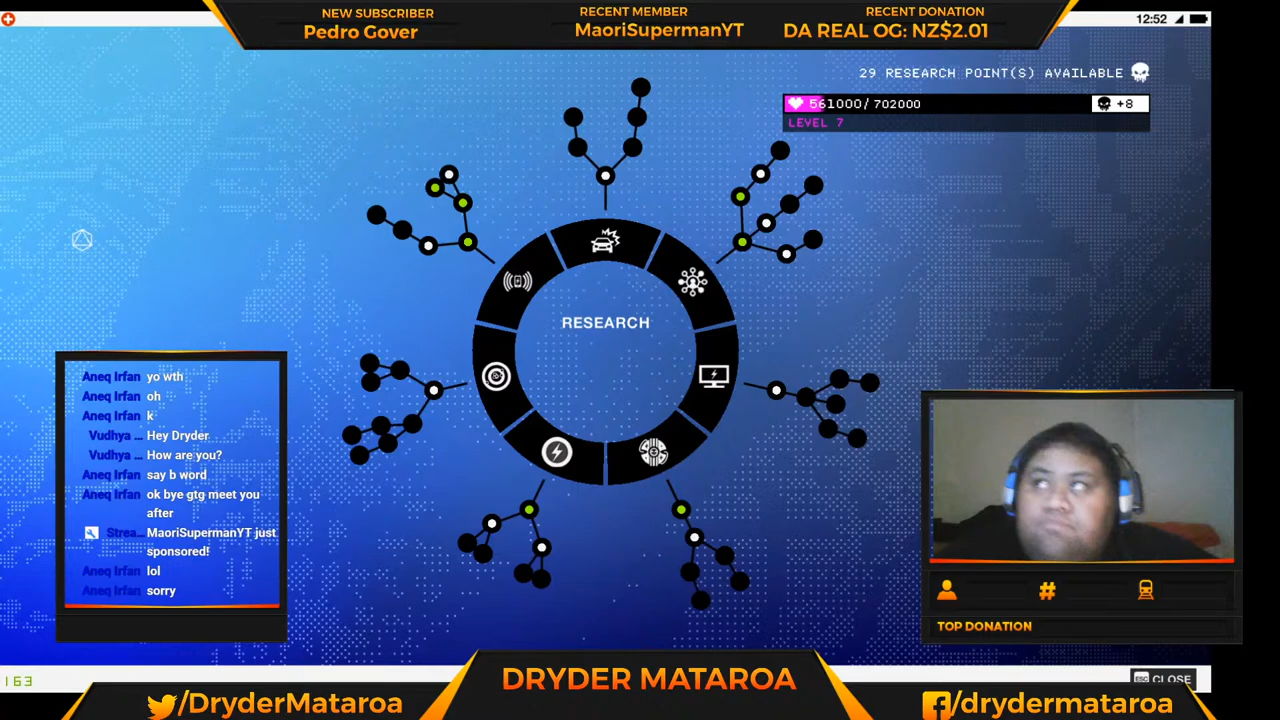 NEW SUBSCRIBER
Pedro Gover
RECENT MEMBER
MaoriSupermanYT
RECENT DONATION
DA REAL OG: NZ$2.01
12:52
29 RESEARCH POINT(S) AVAILABLE
561000/702000
+8
LEVEL 7
RESEARCH
Aneq Irfan yo wth
Aneq Irfan oh
Aneq Irfan k
Vudhya ... Hey Dryder
Vudhya ... How are you?
Aneq Irfan say b word
Aneq Irfan ok bye gtg meet you
after
Strea... MaoriSupermanYT just
sponsored!
Aneq Irfan lol
Aneq Irfan sorry
#
TOP DONATION
163
ESC CLOSE
DRYDER MATAROA
/DryderMataroa
/drydermataroa